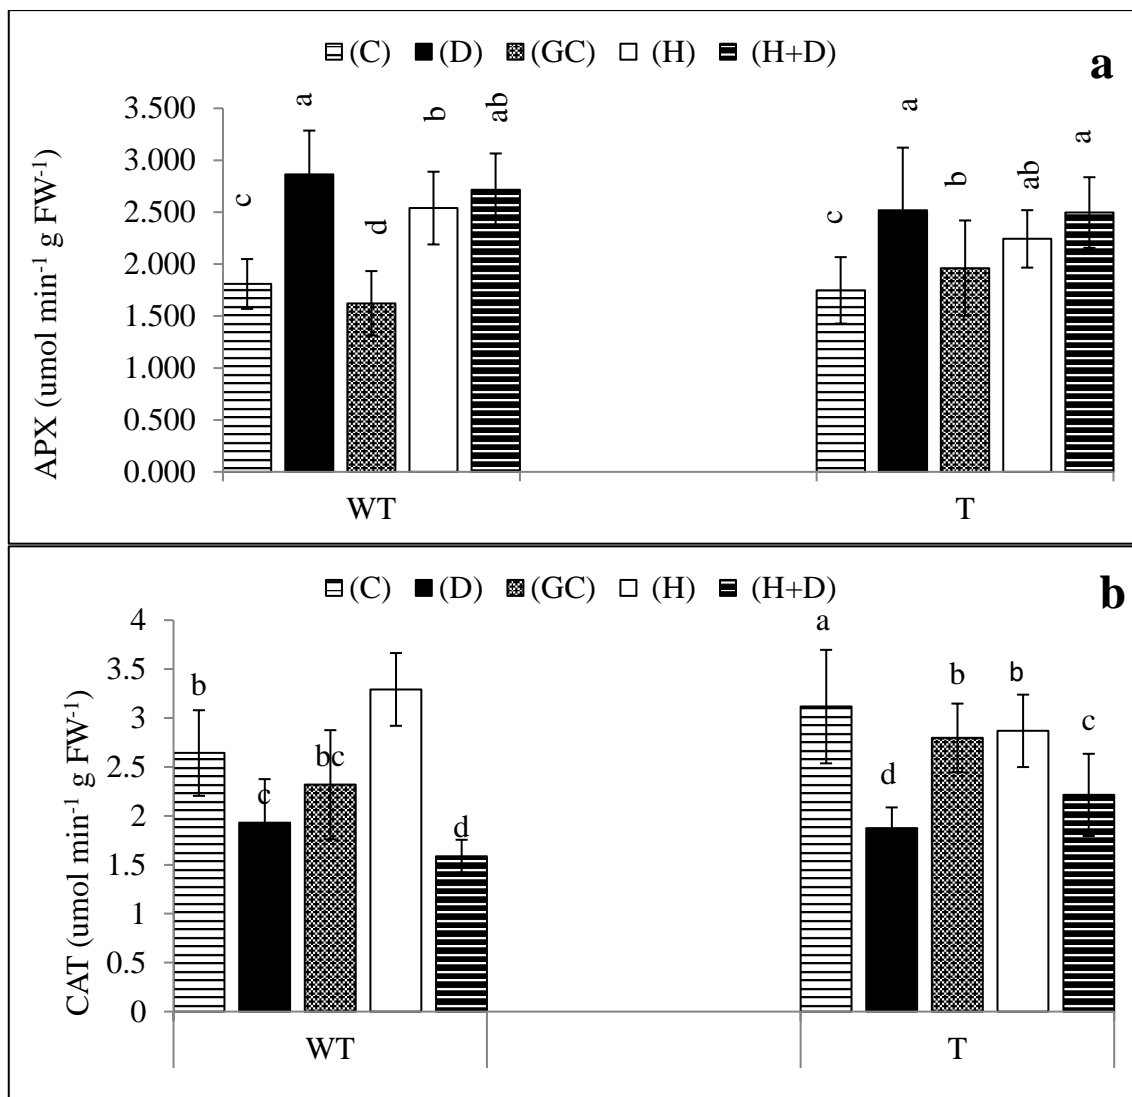 (C) (D) (GC) (H) (H+D)
a
APX (umol min⁻¹ g FW⁻¹)
3.500
3.000
2.500
2.000
1.500
1.000
0.500
0.000
c a d b ab
c a b ab a
WT T
(C) (D) (GC) (H) (H+D)
b
CAT (umol min⁻¹ g FW⁻¹)
4
3.5
3
2.5
2
1.5
1
0.5
0
b c bc d
a d b b c
WT T